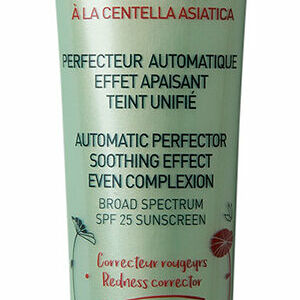 À LA CENTELLA ASIATICA
PERFECTEUR AUTOMATIQUE
EFFET APAISANT
TEINT UNIFIÉ
AUTOMATIC PERFECTOR
SOOTHING EFFECT
EVEN COMPLEXION
BROAD SPECTRUM
SPF 25 SUNSCREEN
Correcteur rougeurs
Redness corrector